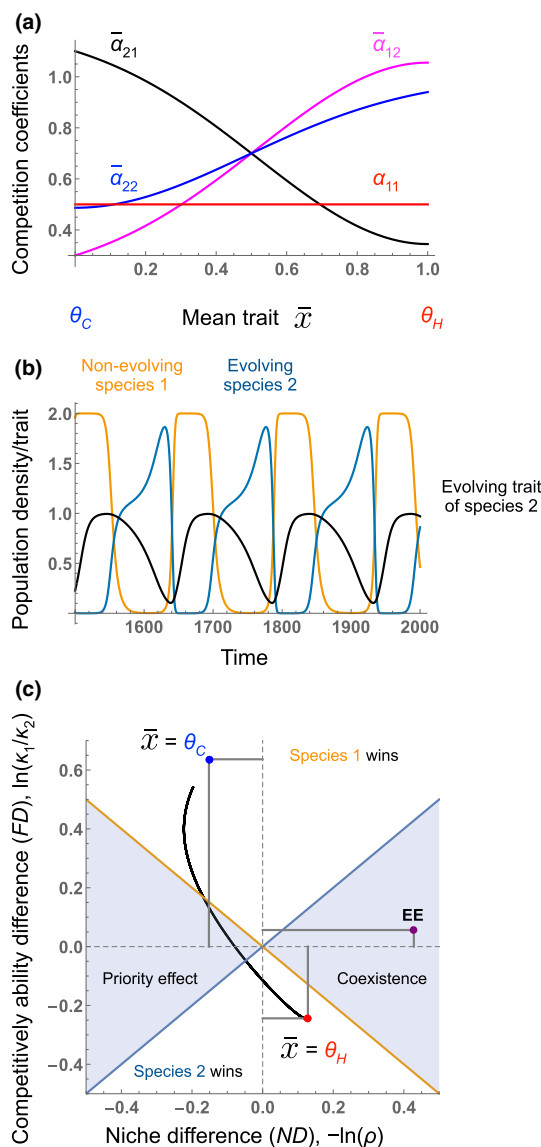 (a)
ᾱ21
ᾱ12
ᾱ22
α11
Competition coefficients
1.0
0.8
0.6
0.4
0.2
0.4
0.6
0.8
1.0
θC
Mean trait x̄
θH
(b)
Non-evolving
species 1
Evolving
species 2
Population density/trait
2.0
1.5
1.0
0.5
Evolving trait
of species 2
1600
1700
1800
1900
2000
Time
(c)
Competitively ability difference (FD), ln(κ1/κ2)
x̄ = θC
Species 1 wins
0.6
0.4
0.2
0.0
−0.2
−0.4
EE
Priority effect
Coexistence
Species 2 wins
x̄ = θH
−0.4
−0.2
0.0
0.2
0.4
Niche difference (ND), −ln(ρ)